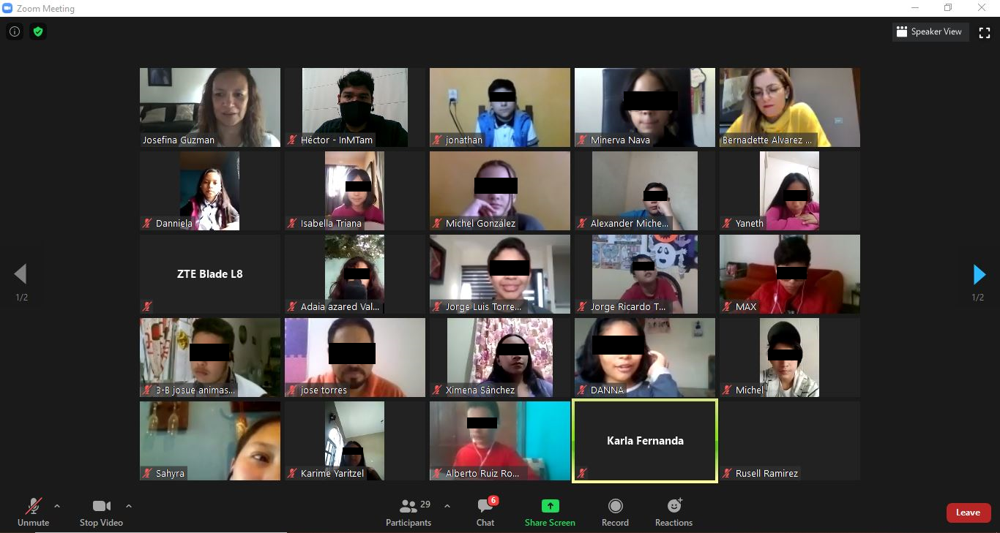 Zoom Meeting
Speaker View
Josefina Guzman
Héctor - InMTam
jonathan
Minerva Nava
Bernadette Alvarez ...
Danniela
Isabella Triana
Michel González
Alexander Miche...
Yaneth
ZTE Blade L8
Adaia azared Val...
Jorge Luis Torre...
Jorge Ricardo T...
MAX
3-B josue animas...
jose torres
Ximena Sánchez
DANNA
Michel
Sahyra
Karime Yaritzel
Alberto Ruiz Ro...
Karla Fernanda
Rusell Ramirez
1/2
1/2
Unmute
Stop Video
Participants
29
Chat
6
Share Screen
Record
Reactions
Leave